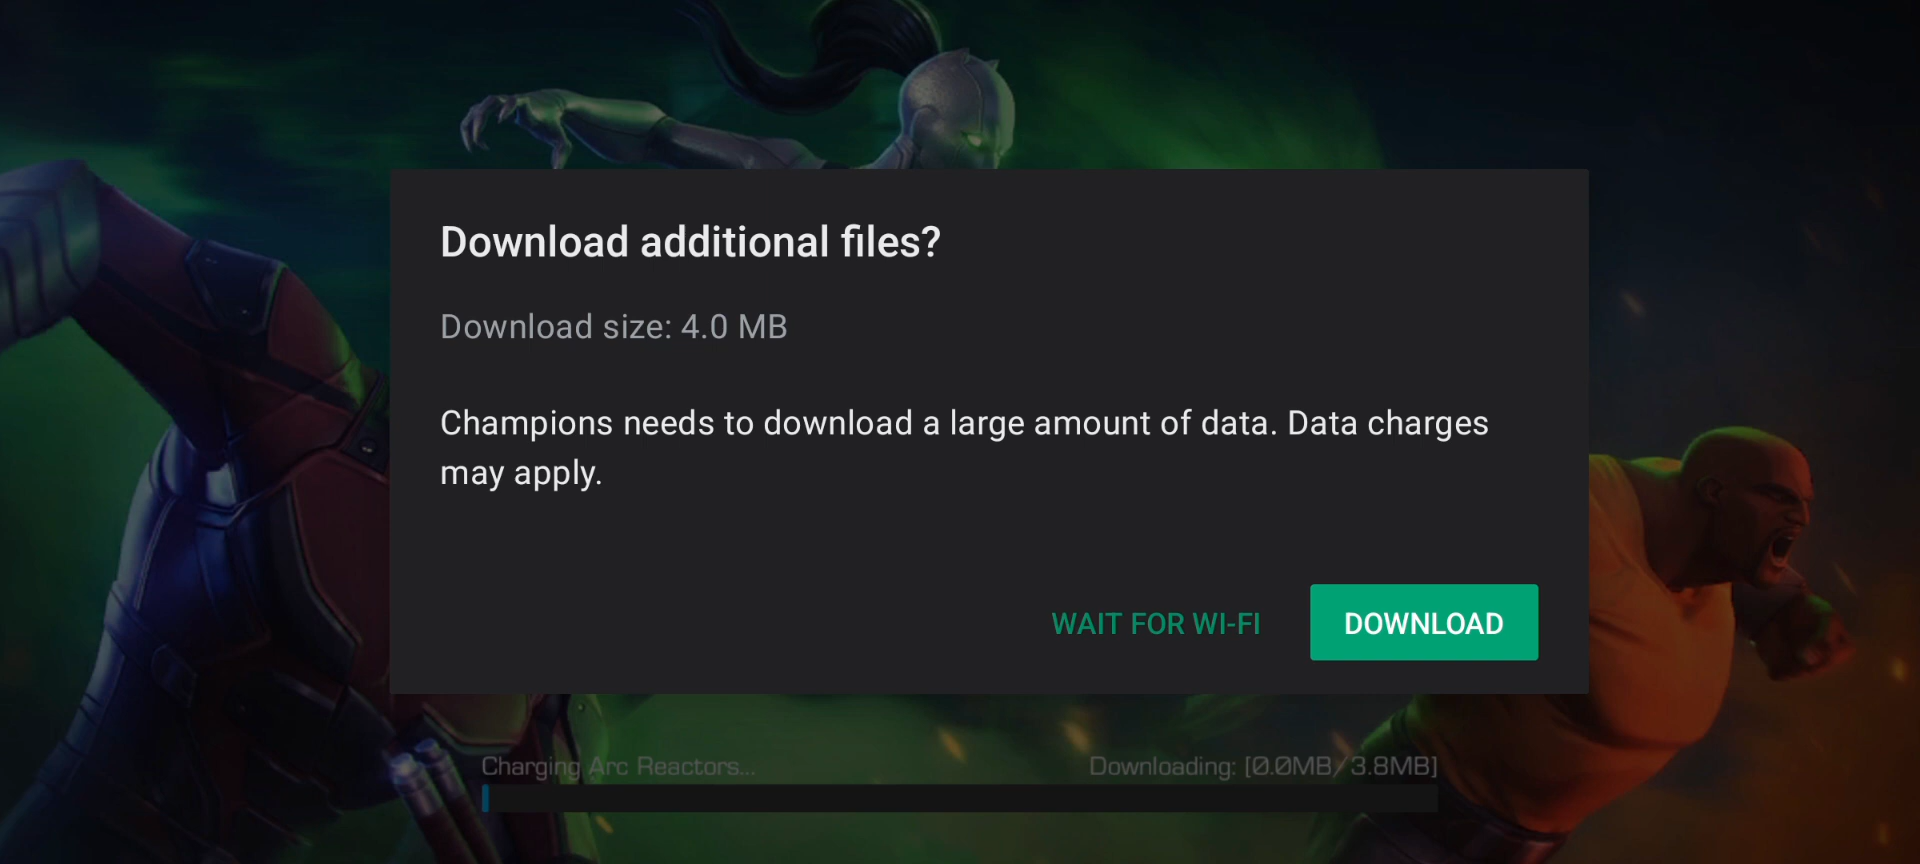 Download additional files?
Download size: 4.0 MB
Champions needs to download a large amount of data. Data charges
may apply.
WAIT FOR WI-FI
DOWNLOAD
Charging Arc Reactors...
Downloading: [0.0MB/3.8MB]